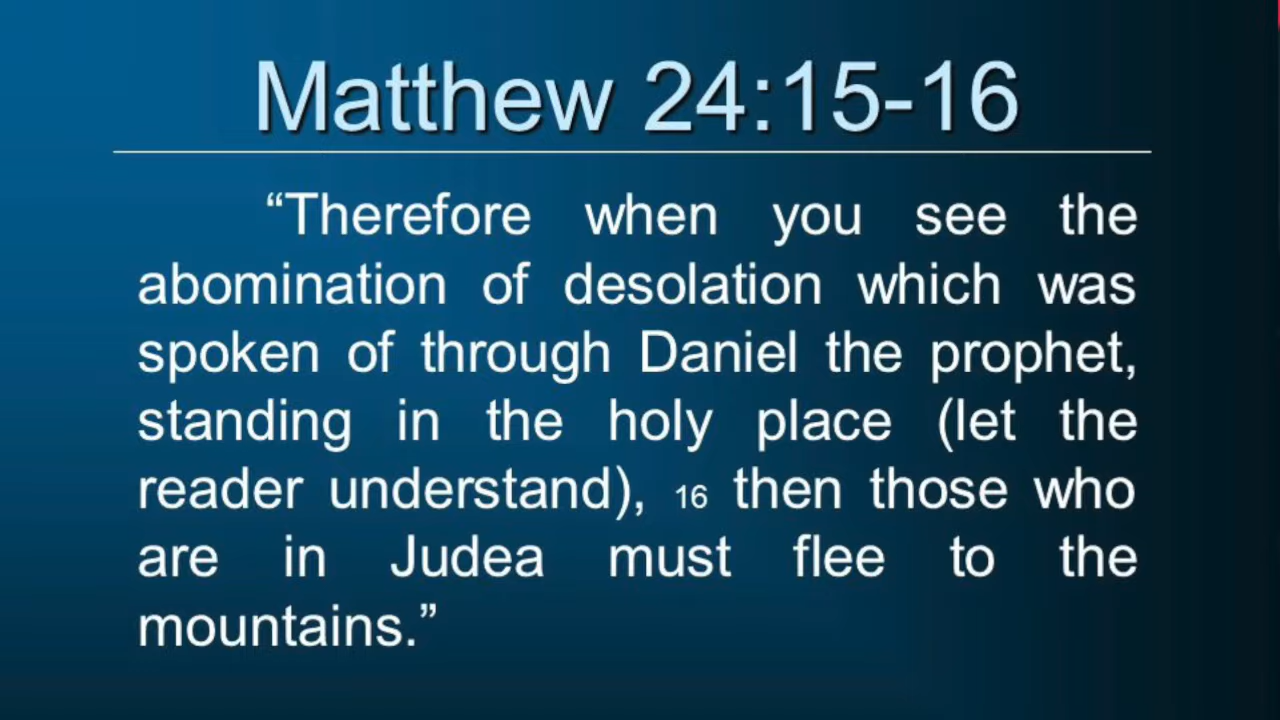 Matthew 24:15-16
“Therefore when you see the
abomination of desolation which was
spoken of through Daniel the prophet,
standing in the holy place (let the
reader understand), 16 then those who
are in Judea must flee to the
mountains.”